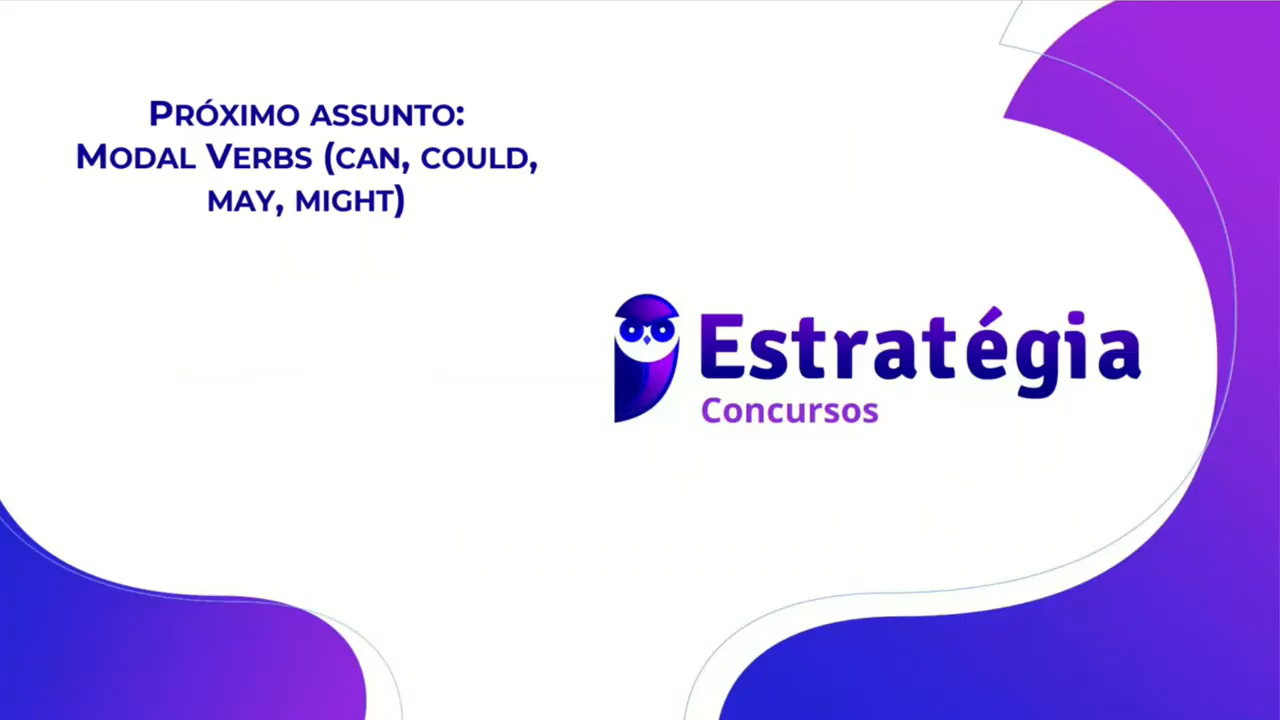 PRÓXIMO ASSUNTO:
MODAL VERBS (CAN, COULD,
MAY, MIGHT)
Estratégia
Concursos